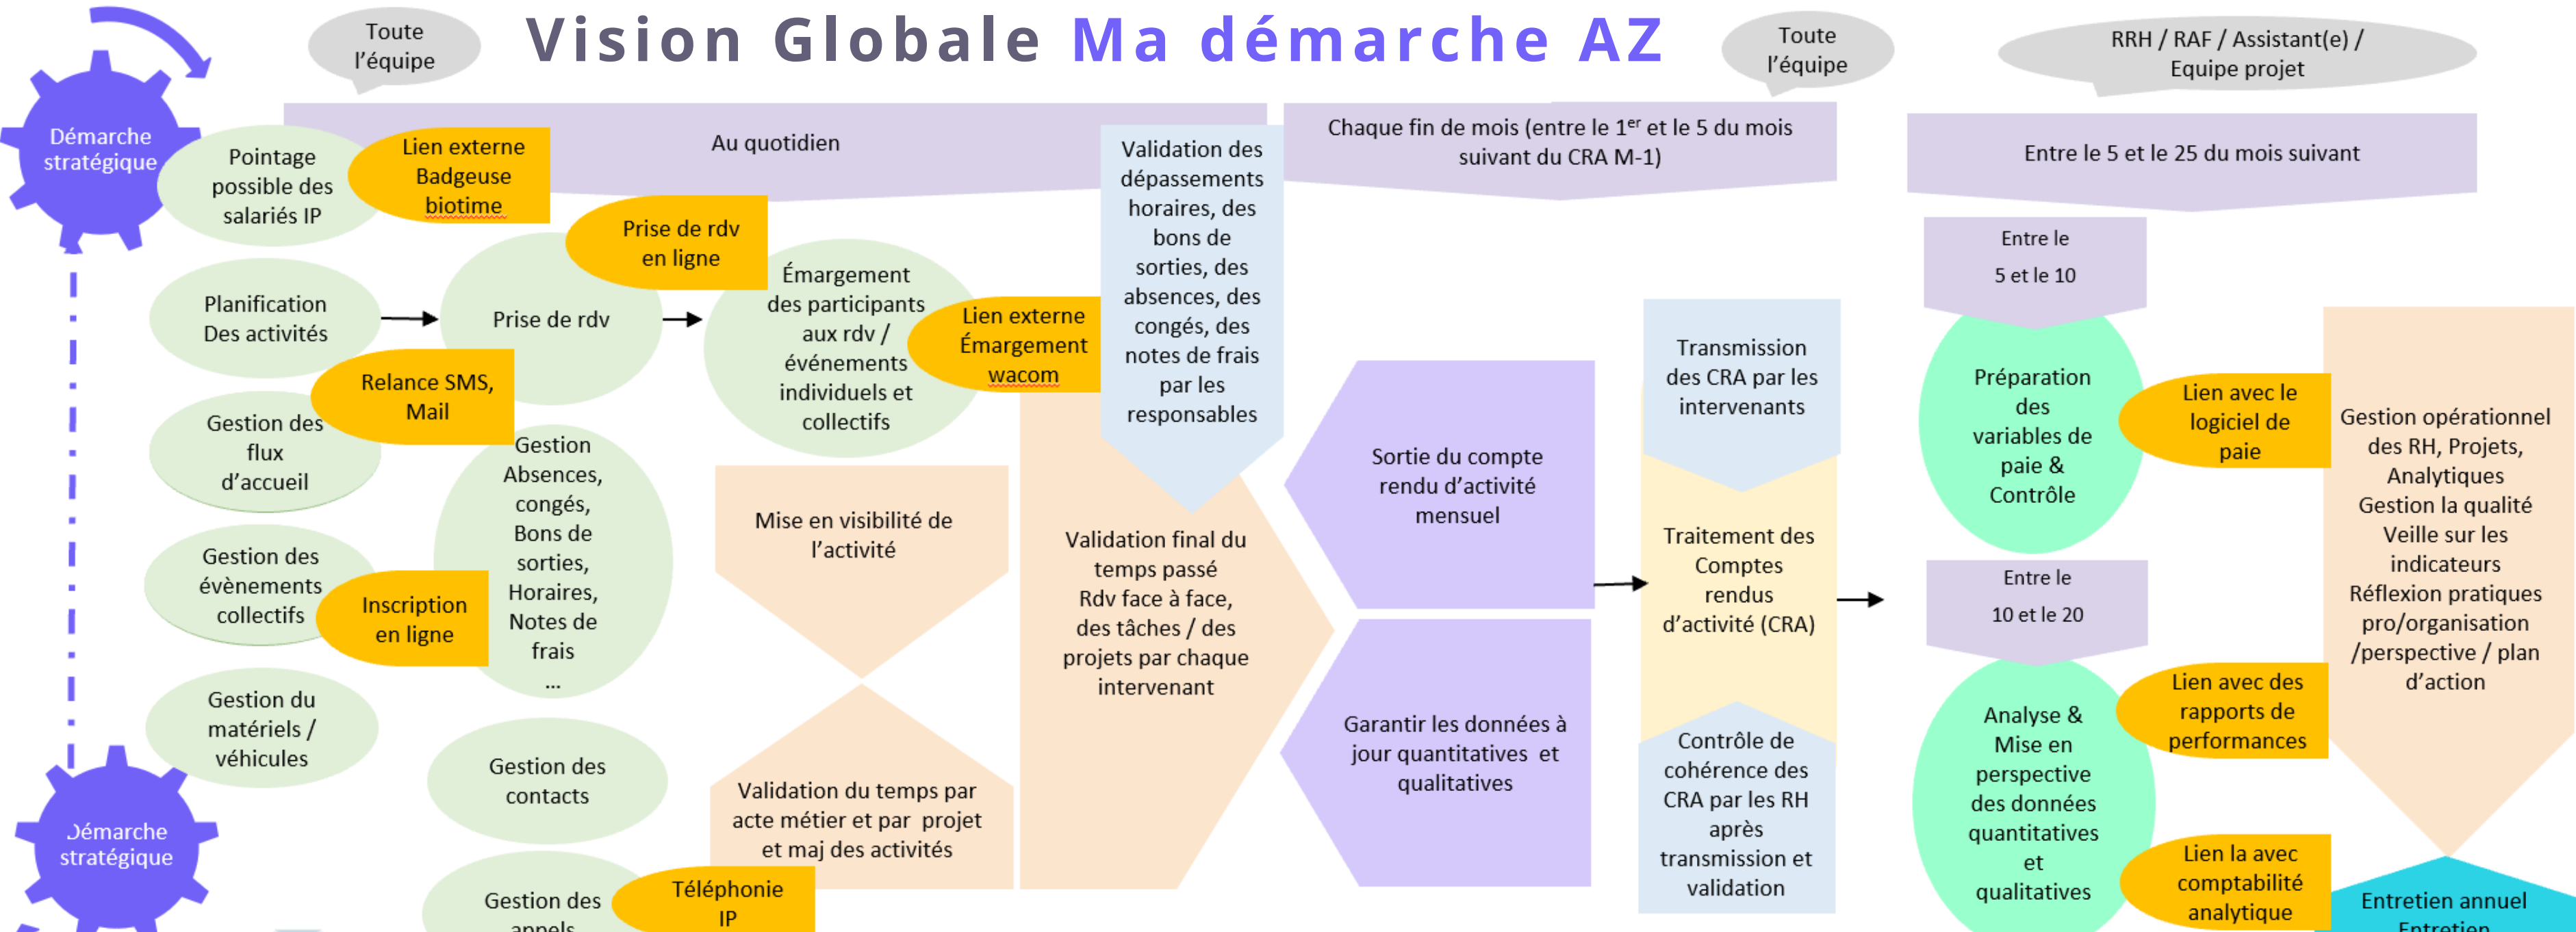 Vision Globale Ma démarche AZ
Toute
l’équipe
Toute
l’équipe
RRH / RAF / Assistant(e) /
Equipe projet
Démarche
stratégique
Au quotidien
Chaque fin de mois (entre le 1er et le 5 du mois
suivant du CRA M-1)
Entre le 5 et le 25 du mois suivant
Pointage
possible des
salariés IP
Lien externe
Badgeuse
biotime
Planification
Des activités
Prise de rdv
Prise de rdv
en ligne
Relance SMS,
Mail
Gestion des
flux
d’accueil
Gestion des
évènements
collectifs
Inscription
en ligne
Gestion du
matériels /
véhicules
Démarche
stratégique
Gestion
Absences,
congés,
Bons de
sorties,
Horaires,
Notes de
frais
...
Gestion des
contacts
Gestion des
appels
Téléphonie
IP
Émargement
des participants
aux rdv /
événements
individuels et
collectifs
Lien externe
Émargement
wacom
Mise en visibilité de
l’activité
Validation du temps par
acte métier et par  projet
et maj des activités
Validation des
dépassements
horaires, des
bons de
sorties, des
absences, des
congés, des
notes de frais
par les
responsables
Validation final du
temps passé
Rdv face à face,
des tâches / des
projets par chaque
intervenant
Sortie du compte
rendu d’activité
mensuel
Garantir les données à
jour quantitatives  et
qualitatives
Transmission
des CRA par les
intervenants
Traitement des
Comptes
rendus
d’activité (CRA)
Contrôle de
cohérence des
CRA par les RH
après
transmission et
validation
Entre le
5 et le 10
Préparation
des
variables de
paie &
Contrôle
Lien avec le
logiciel de
paie
Entre le
10 et le 20
Analyse &
Mise en
perspective
des données
quantitatives
et
qualitatives
Lien avec des
rapports de
performances
Lien la avec
comptabilité
analytique
Gestion opérationnel
des RH, Projets,
Analytiques
Gestion la qualité
Veille sur les
indicateurs
Réflexion pratiques
pro/organisation
/perspective / plan
d’action
Entretien annuel
Entretien